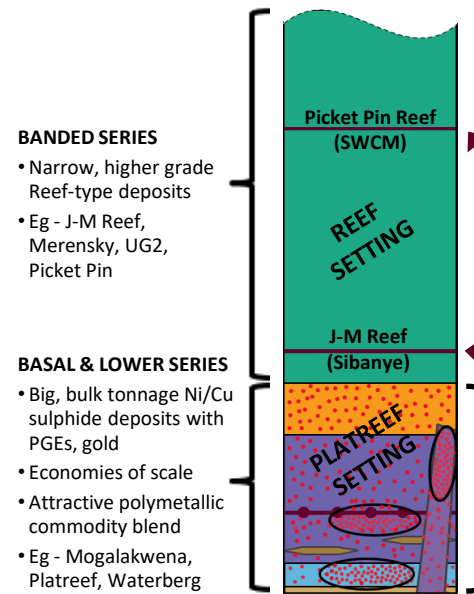 BANDED SERIES
• Narrow, higher grade
Reef-type deposits
• Eg - J-M Reef,
Merensky, UG2,
Picket Pin
BASAL & LOWER SERIES
• Big, bulk tonnage Ni/Cu
sulphide deposits with
PGEs, gold
• Economies of scale
• Attractive polymetallic
commodity blend
• Eg - Mogalakwena,
Platreef, Waterberg
Picket Pin Reef
(SWCM)
REEF
SETTING
J-M Reef
(Sibanye)
PLATREEF
SETTING